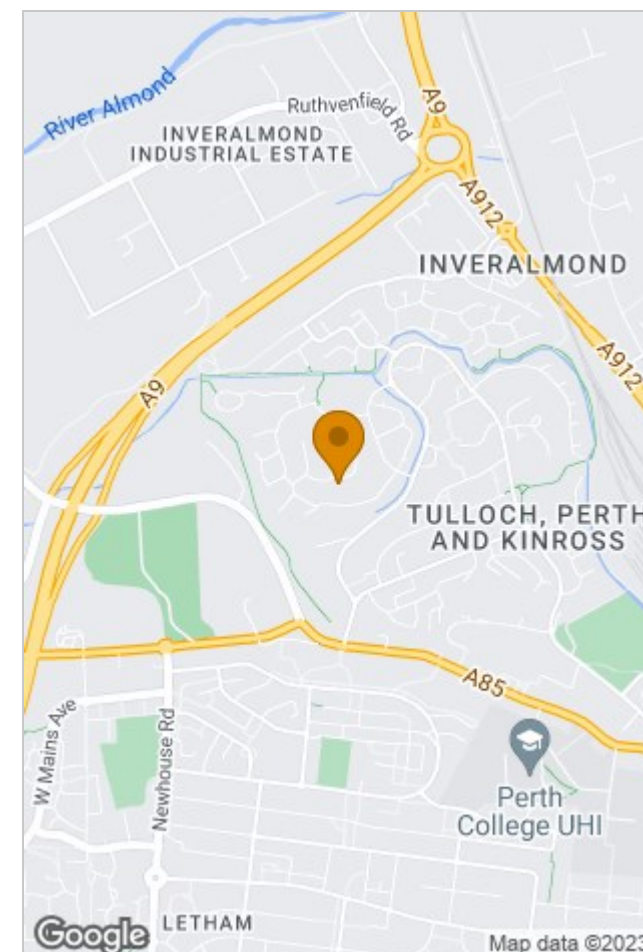 River Almond
Ruthvenfield Rd
INVERALMOND
INDUSTRIAL ESTATE
A9
A912
INVERALMOND
A912
A9
TULLOCH, PERTH
AND KINROSS
A85
W Mains Ave
Newhouse Rd
Perth
College UHI
LETHAM
Google
Map data ©2023